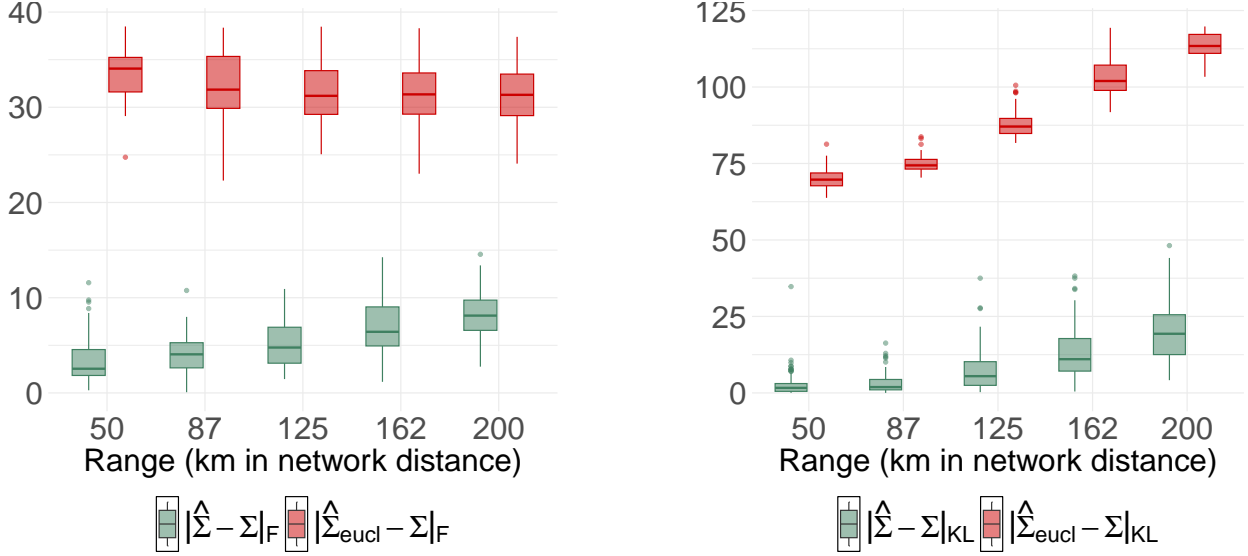 40
30
20
10
0
50 87 125 162 200
Range (km in network distance)
|Σ̂ − Σ|F |Σ̂eucl − Σ|F
125
100
75
50
25
0
50 87 125 162 200
Range (km in network distance)
|Σ̂ − Σ|KL |Σ̂eucl − Σ|KL